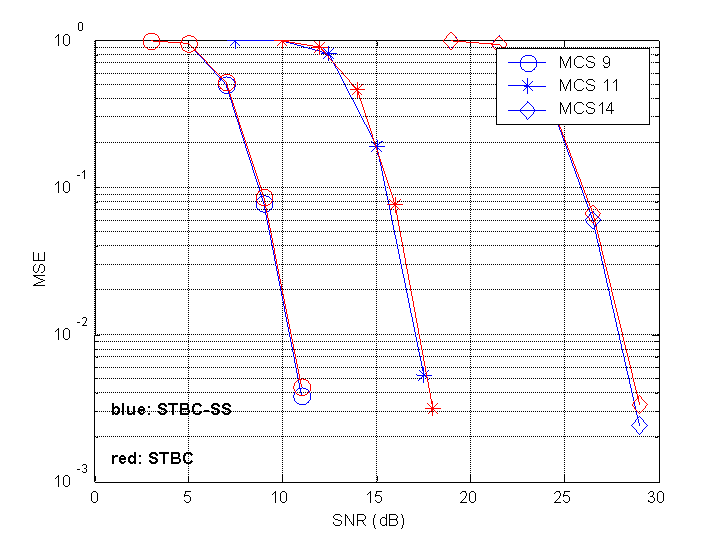 10 0
MCS 9
MCS 11
MCS14
10 -1
MSE
10 -2
blue: STBC-SS
red: STBC
10 -3
0 5 10 15 20 25 30
SNR (dB)